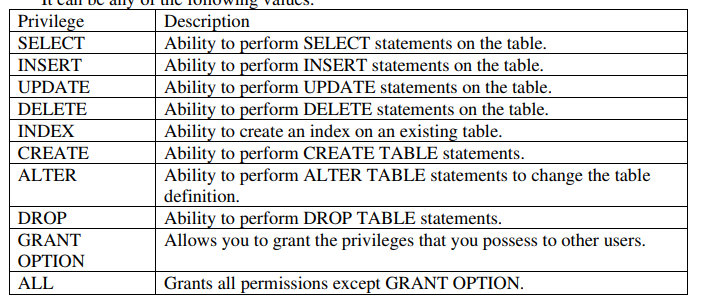 It can be any of the following values:
Privilege Description
SELECT Ability to perform SELECT statements on the table.
INSERT Ability to perform INSERT statements on the table.
UPDATE Ability to perform UPDATE statements on the table.
DELETE Ability to perform DELETE statements on the table.
INDEX Ability to create an index on an existing table.
CREATE Ability to perform CREATE TABLE statements.
ALTER Ability to perform ALTER TABLE statements to change the table
definition.
DROP Ability to perform DROP TABLE statements.
GRANT Allows you to grant the privileges that you possess to other users.
OPTION
ALL Grants all permissions except GRANT OPTION.